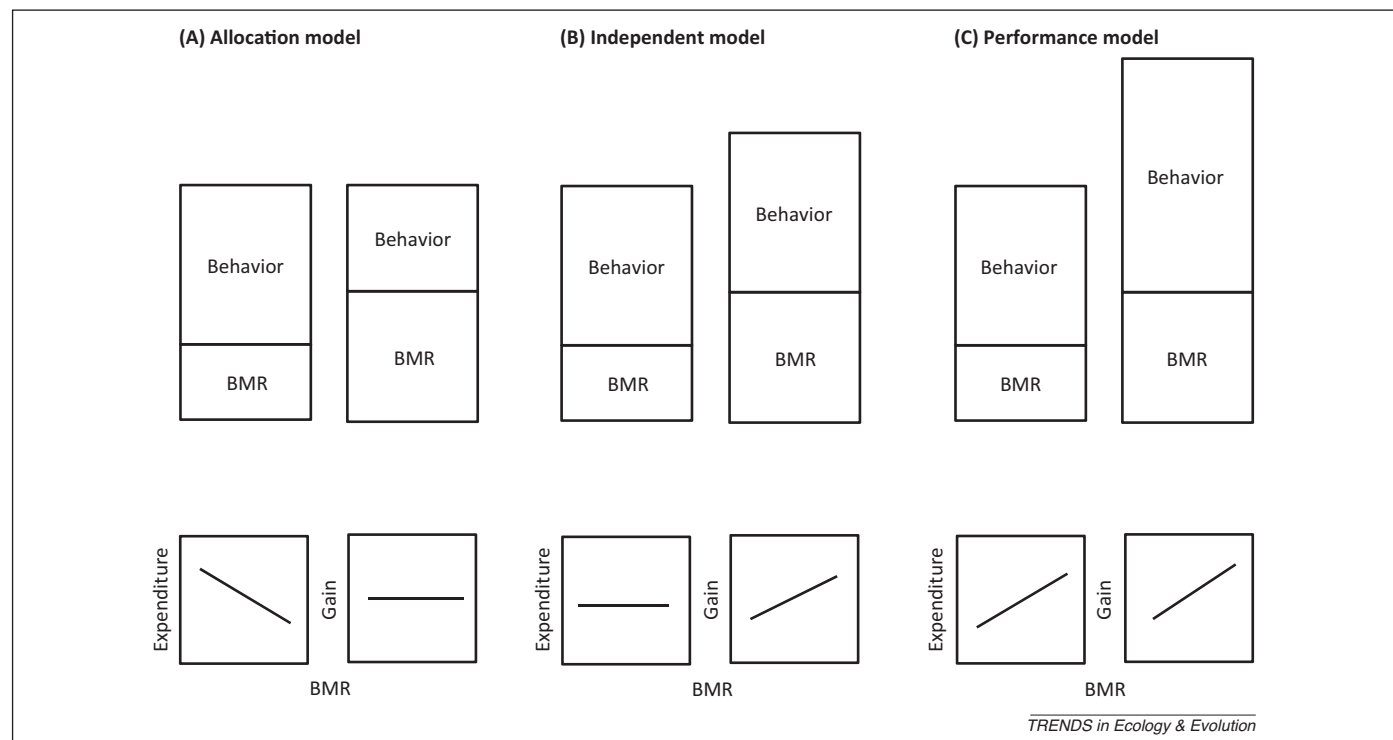 (A) Allocation model
(B) Independent model
(C) Performance model
Behavior
BMR
Behavior
BMR
Behavior
BMR
Behavior
BMR
Behavior
BMR
Behavior
BMR
Expenditure
Gain
BMR
Expenditure
Gain
BMR
Expenditure
Gain
BMR
TRENDS in Ecology & Evolution